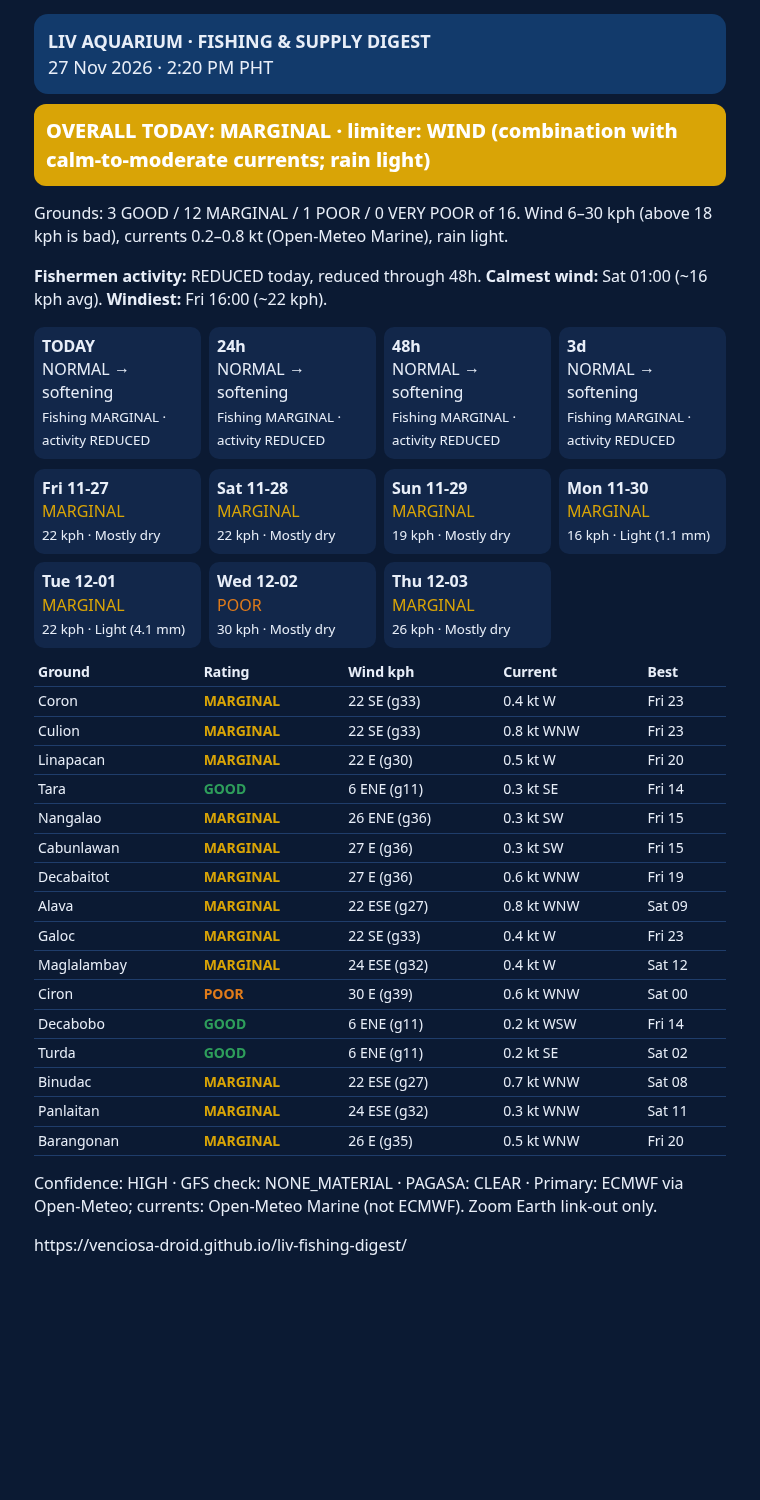 LIV AQUARIUM · FISHING & SUPPLY DIGEST
27 Nov 2026 · 2:20 PM PHT
OVERALL TODAY: MARGINAL · limiter: WIND (combination with
calm-to-moderate currents; rain light)
Grounds: 3 GOOD / 12 MARGINAL / 1 POOR / 0 VERY POOR of 16. Wind 6–30 kph (above 18
kph is bad), currents 0.2–0.8 kt (Open-Meteo Marine), rain light.
Fishermen activity: REDUCED today, reduced through 48h. Calmest wind: Sat 01:00 (~16
kph avg). Windiest: Fri 16:00 (~22 kph).
TODAY
NORMAL →
softening
Fishing MARGINAL ·
activity REDUCED
24h
NORMAL →
softening
Fishing MARGINAL ·
activity REDUCED
48h
NORMAL →
softening
Fishing MARGINAL ·
activity REDUCED
3d
NORMAL →
softening
Fishing MARGINAL ·
activity REDUCED
Fri 11-27
MARGINAL
22 kph · Mostly dry
Sat 11-28
MARGINAL
22 kph · Mostly dry
Sun 11-29
MARGINAL
19 kph · Mostly dry
Mon 11-30
MARGINAL
16 kph · Light (1.1 mm)
Tue 12-01
MARGINAL
22 kph · Light (4.1 mm)
Wed 12-02
POOR
30 kph · Mostly dry
Thu 12-03
MARGINAL
26 kph · Mostly dry
Ground Rating Wind kph Current Best
Coron MARGINAL 22 SE (g33) 0.4 kt W Fri 23
Culion MARGINAL 22 SE (g33) 0.8 kt WNW Fri 23
Linapacan MARGINAL 22 E (g30) 0.5 kt W Fri 20
Tara GOOD 6 ENE (g11) 0.3 kt SE Fri 14
Nangalao MARGINAL 26 ENE (g36) 0.3 kt SW Fri 15
Cabunlawan MARGINAL 27 E (g36) 0.3 kt SW Fri 15
Decabaitot MARGINAL 27 E (g36) 0.6 kt WNW Fri 19
Alava MARGINAL 22 ESE (g27) 0.8 kt WNW Sat 09
Galoc MARGINAL 22 SE (g33) 0.4 kt W Fri 23
Maglalambay MARGINAL 24 ESE (g32) 0.4 kt W Sat 12
Ciron POOR 30 E (g39) 0.6 kt WNW Sat 00
Decabobo GOOD 6 ENE (g11) 0.2 kt WSW Fri 14
Turda GOOD 6 ENE (g11) 0.2 kt SE Sat 02
Binudac MARGINAL 22 ESE (g27) 0.7 kt WNW Sat 08
Panlaitan MARGINAL 24 ESE (g32) 0.3 kt WNW Sat 11
Barangonan MARGINAL 26 E (g35) 0.5 kt WNW Fri 20
Confidence: HIGH · GFS check: NONE_MATERIAL · PAGASA: CLEAR · Primary: ECMWF via
Open-Meteo; currents: Open-Meteo Marine (not ECMWF). Zoom Earth link-out only.
https://venciosa-droid.github.io/liv-fishing-digest/